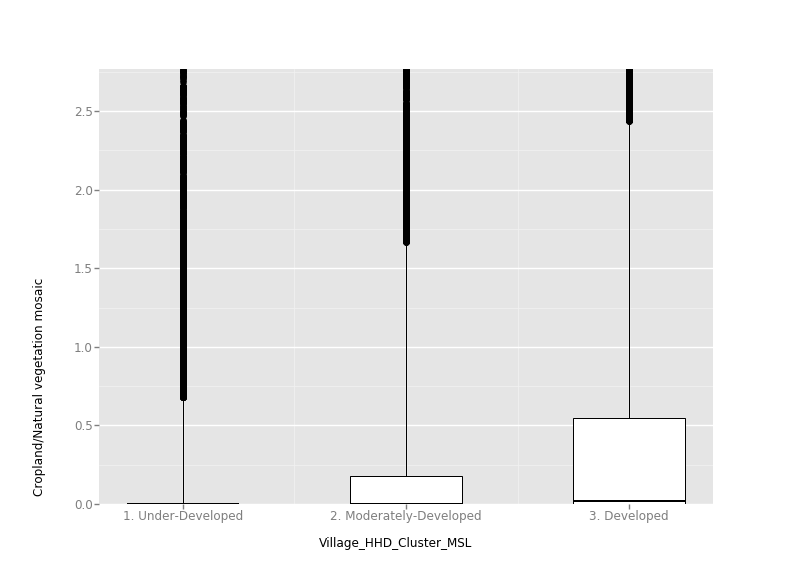 Cropland/Natural vegetation mosaic
2.5
2.0
1.5
1.0
0.5
0.0
1. Under-Developed 2. Moderately-Developed 3. Developed
Village_HHD_Cluster_MSL